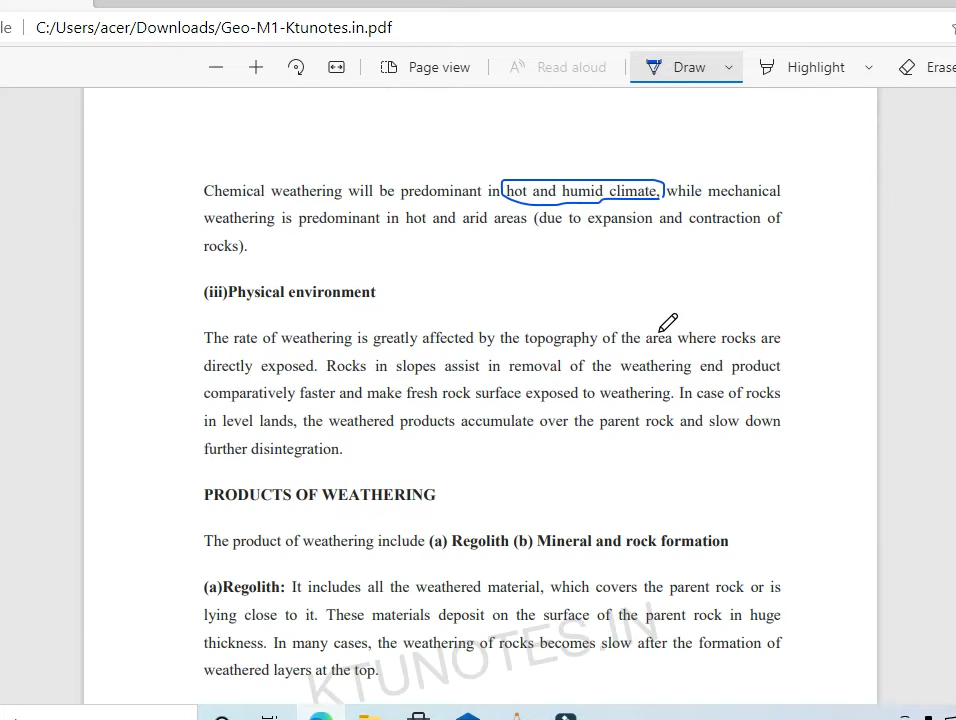 le C:/Users/acer/Downloads/Geo-M1-Ktunotes.in.pdf
Page view Read aloud Draw Highlight Erase
Chemical weathering will be predominant in hot and humid climate, while mechanical
weathering is predominant in hot and arid areas (due to expansion and contraction of
rocks).
(iii)Physical environment
The rate of weathering is greatly affected by the topography of the area where rocks are
directly exposed. Rocks in slopes assist in removal of the weathering end product
comparatively faster and make fresh rock surface exposed to weathering. In case of rocks
in level lands, the weathered products accumulate over the parent rock and slow down
further disintegration.
PRODUCTS OF WEATHERING
The product of weathering include (a) Regolith (b) Mineral and rock formation
(a)Regolith: It includes all the weathered material, which covers the parent rock or is
lying close to it. These materials deposit on the surface of the parent rock in huge
thickness. In many cases, the weathering of rocks becomes slow after the formation of
weathered layers at the top.
KTUNOTES.IN